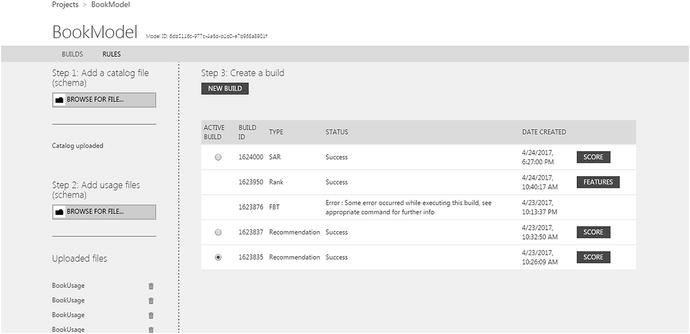 Projects > BookModel
BookModel
Model ID:
BUILDS RULES
Step 1: Add a catalog file
(schema)
BROWSE FOR FILE...
Catalog uploaded
Step 2: Add usage files
(schema)
BROWSE FOR FILE...
Uploaded files
BookUsage
BookUsage
BookUsage
BookUsage
Step 3: Create a build
NEW BUILD
ACTIVE BUILD BUILD ID TYPE STATUS DATE CREATED
1624000 SAR Success 4/24/2017, 6:27:00 PM SCORE
1623950 Rank Success 4/24/2017, 10:40:17 AM FEATURES
1623876 FBT Error : Some error occurred while executing this build, see appropriate command for further info 4/23/2017, 10:13:37 PM
1623837 Recommendation Success 4/23/2017, 10:32:50 AM SCORE
1623835 Recommendation Success 4/23/2017, 10:26:09 AM SCORE